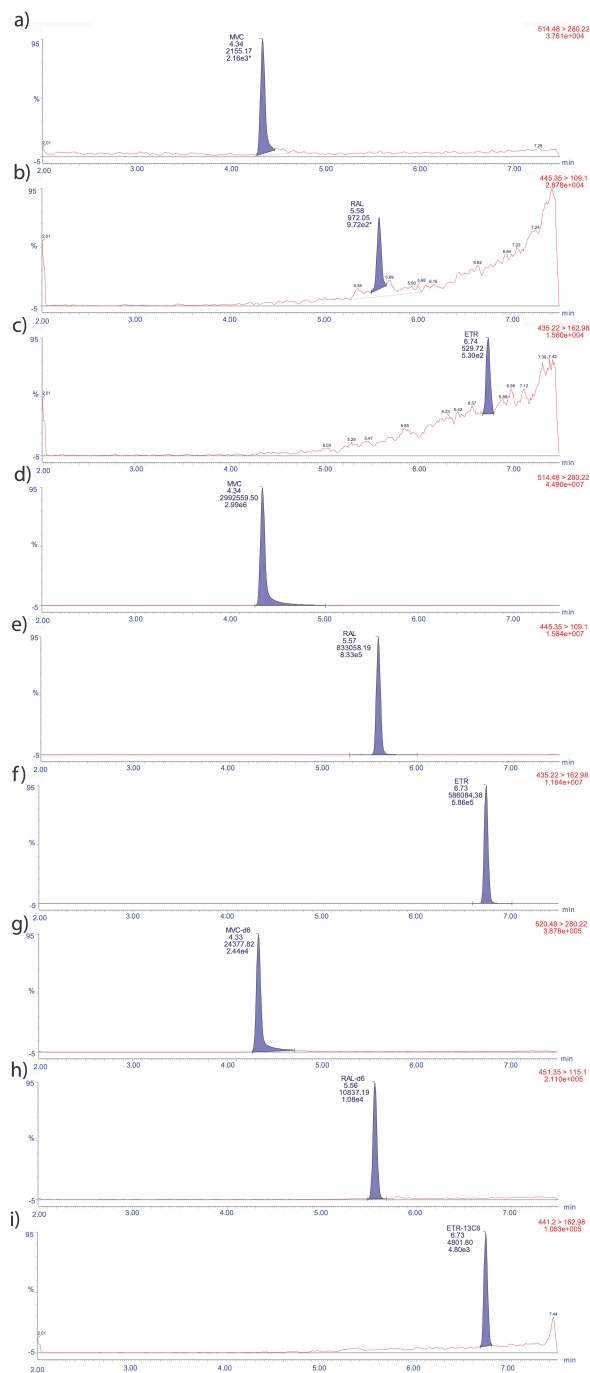 a)
514.48 > 280.22
3.761e+004
95
MVC
4.34
2155.17
2.16e3*
%
2.01
7.26
-5
2.00 3.00 4.00 5.00 6.00 7.00 min
b)
445.35 > 109.1
2.878e+004
95
RAL
5.58
972.05
9.72e2*
2.01
%
5.34 5.69 5.93 5.98 6.16 6.62 6.94 7.03 7.24
-5
2.00 3.00 4.00 5.00 6.00 7.00 min
c)
435.22 > 162.98
1.560e+004
95
ETR
6.74
529.72
5.30e2
2.01
%
5.03 5.29 5.47 5.86 6.33 6.42 6.57 6.98 7.12 7.39 7.42
-5
2.00 3.00 4.00 5.00 6.00 7.00 min
d)
514.48 > 280.22
4.490e+007
95
MVC
4.34
2992559.50
2.99e6
%
-5
2.00 3.00 4.00 5.00 6.00 7.00 min
e)
445.35 > 109.1
1.584e+007
95
RAL
5.57
833058.19
8.33e5
%
-5
2.00 3.00 4.00 5.00 6.00 7.00 min
f)
435.22 > 162.98
1.184e+007
95
ETR
6.73
586084.38
5.86e5
%
-5
2.00 3.00 4.00 5.00 6.00 7.00 min
g)
520.48 > 280.22
3.878e+005
95
MVC-d6
4.33
24377.82
2.44e4
%
-5
2.00 3.00 4.00 5.00 6.00 7.00 min
h)
451.35 > 115.1
2.110e+005
95
RAL-d6
5.56
10837.19
1.08e4
%
-5
2.00 3.00 4.00 5.00 6.00 7.00 min
i)
441.2 > 162.98
1.063e+005
95
ETR-13C6
6.73
4801.80
4.80e3
%
2.01
7.44
-5
2.00 3.00 4.00 5.00 6.00 7.00 min